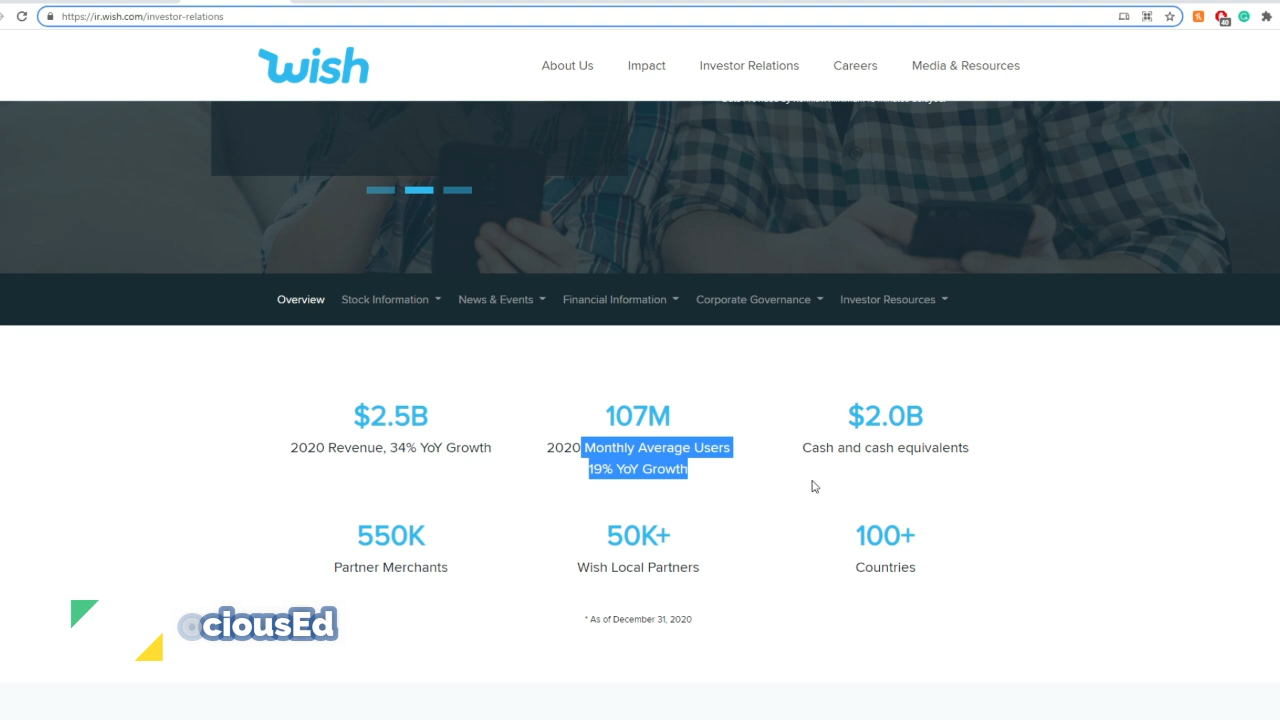 https://ir.wish.com/investor-relations
40
wish
About Us Impact Investor Relations Careers Media & Resources
Overview Stock Information News & Events Financial Information Corporate Governance Investor Resources
$2.5B 107M $2.0B
2020 Revenue, 34% YoY Growth 2020 Monthly Average Users Cash and cash equivalents
19% YoY Growth
550K 50K+ 100+
Partner Merchants Wish Local Partners Countries
* As of December 31, 2020
ociousEd